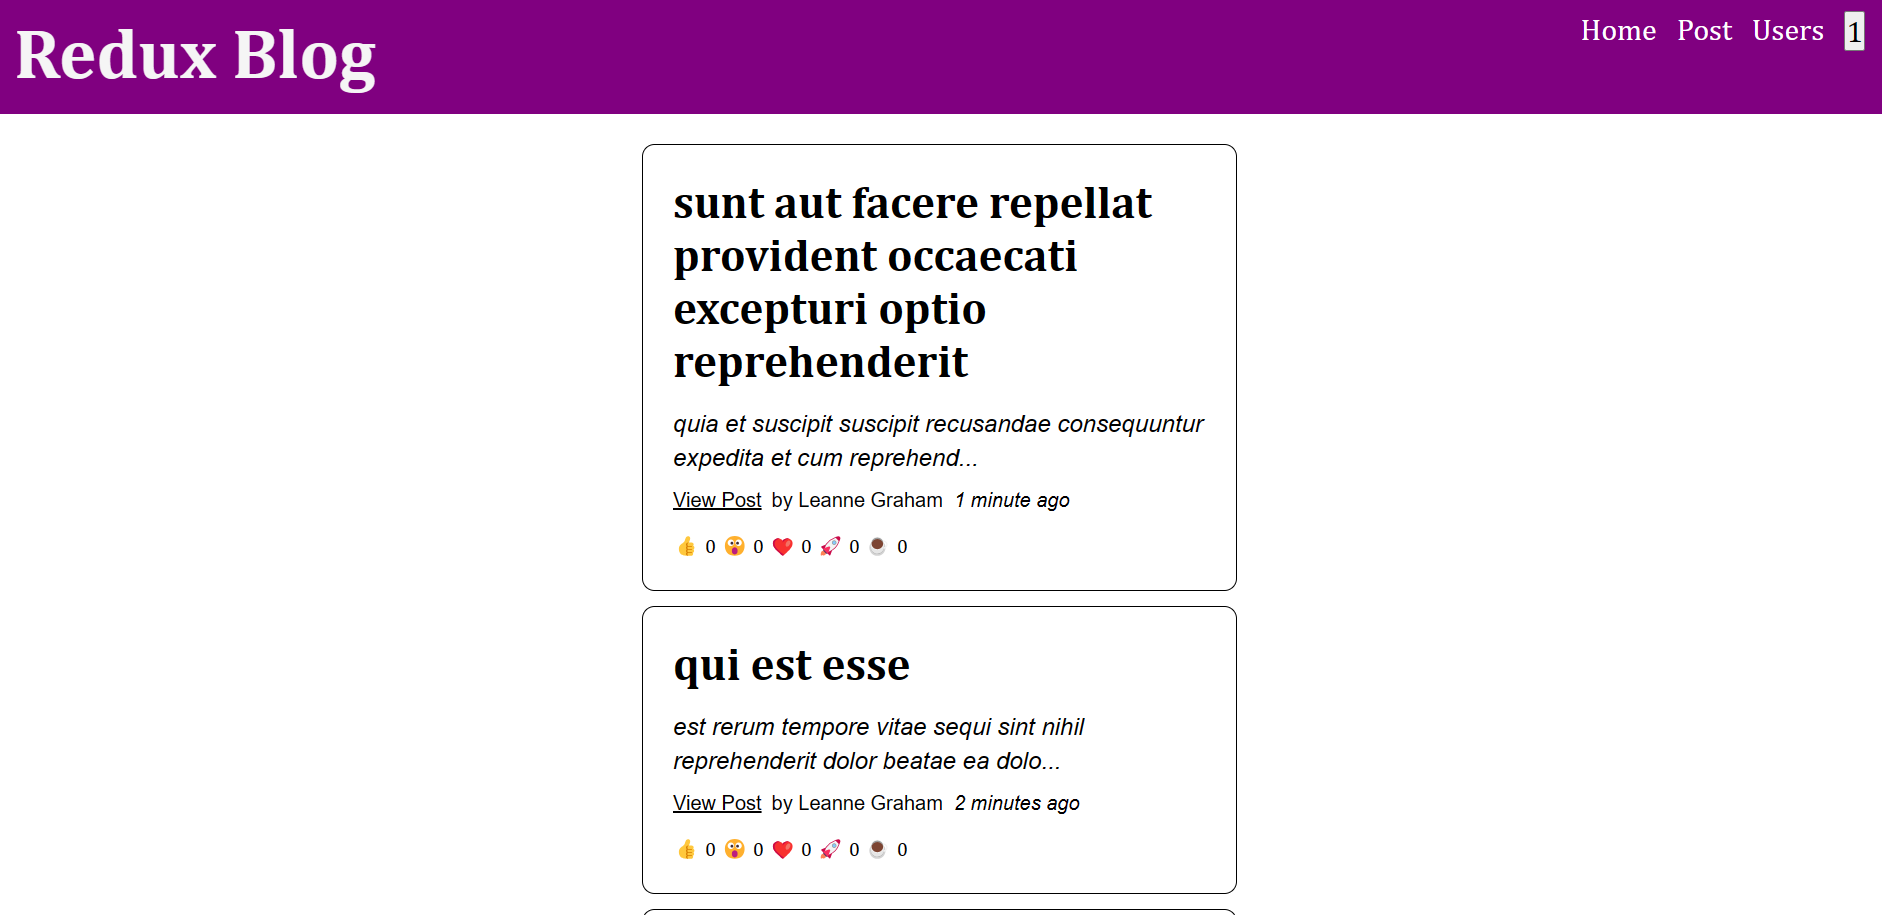 Redux Blog
Home Post Users 1
sunt aut facere repellat
provident occaecati
excepturi optio
reprehenderit
quia et suscipit suscipit recusandae consequuntur
expedita et cum reprehend...
View Post by Leanne Graham 1 minute ago
👍 0 😮 0 ❤️ 0 🚀 0 ☕ 0
qui est esse
est rerum tempore vitae sequi sint nihil
reprehenderit dolor beatae ea dolo...
View Post by Leanne Graham 2 minutes ago
👍 0 😮 0 ❤️ 0 🚀 0 ☕ 0